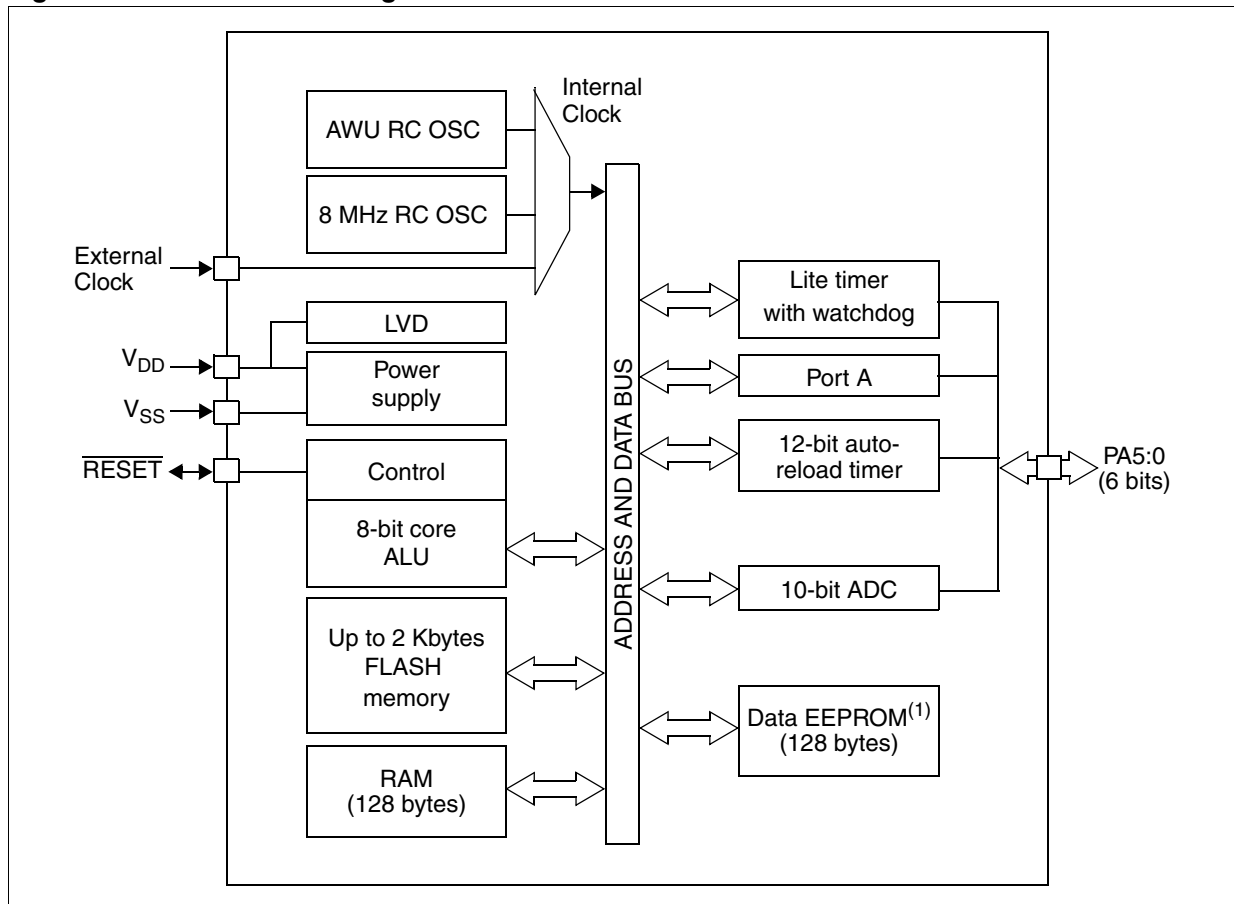 Internal
Clock
AWU RC OSC
8 MHz RC OSC
External
Clock
LVD
VDD
Power
supply
VSS
RESET
Control
8-bit core
ALU
Up to 2 Kbytes
FLASH
memory
RAM
(128 bytes)
ADDRESS AND DATA BUS
Lite timer
with watchdog
Port A
12-bit auto-
reload timer
10-bit ADC
Data EEPROM(1)
(128 bytes)
PA5:0
(6 bits)